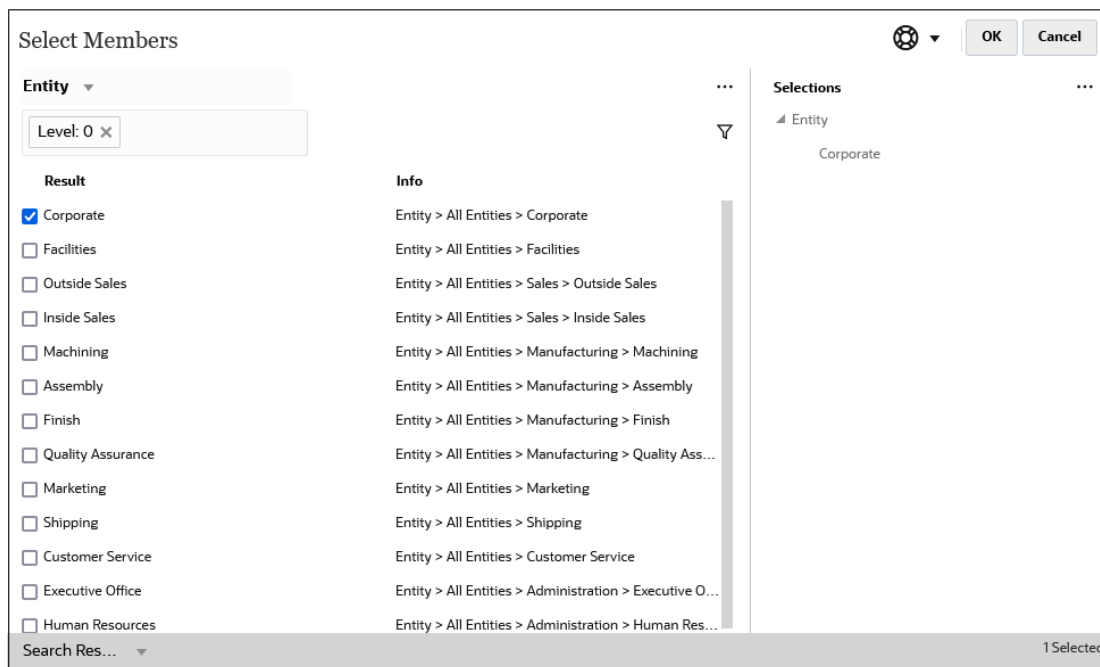 Select Members
OK Cancel
Entity
Selections
Level: 0
Entity
Corporate
Result Info
Corporate Entity > All Entities > Corporate
Facilities Entity > All Entities > Facilities
Outside Sales Entity > All Entities > Sales > Outside Sales
Inside Sales Entity > All Entities > Sales > Inside Sales
Machining Entity > All Entities > Manufacturing > Machining
Assembly Entity > All Entities > Manufacturing > Assembly
Finish Entity > All Entities > Manufacturing > Finish
Quality Assurance Entity > All Entities > Manufacturing > Quality Ass...
Marketing Entity > All Entities > Marketing
Shipping Entity > All Entities > Shipping
Customer Service Entity > All Entities > Customer Service
Executive Office Entity > All Entities > Administration > Executive O...
Human Resources Entity > All Entities > Administration > Human Res...
Search Res... 1 Selected